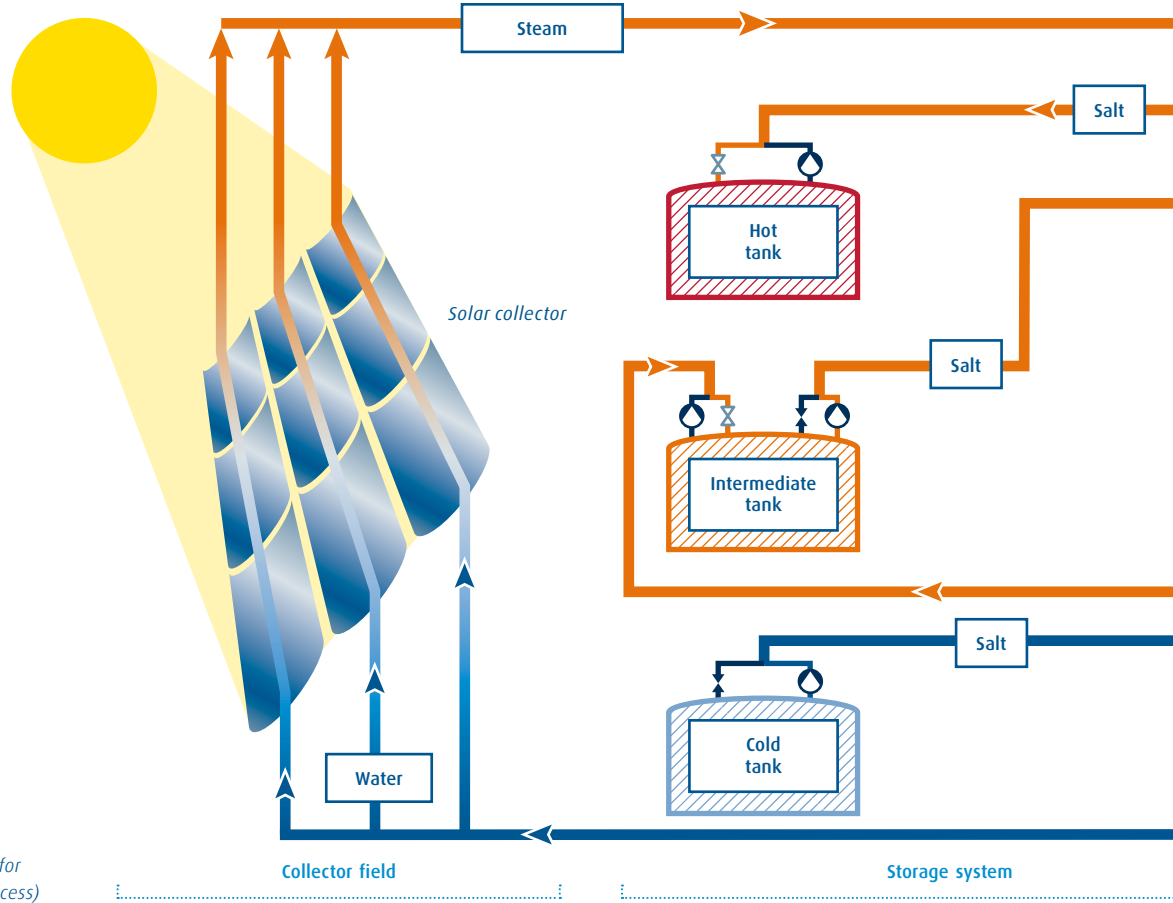 Steam
Salt
Hot
tank
Solar collector
Salt
Intermediate
tank
Salt
Cold
tank
Water
for
cess)
Collector field
Storage system